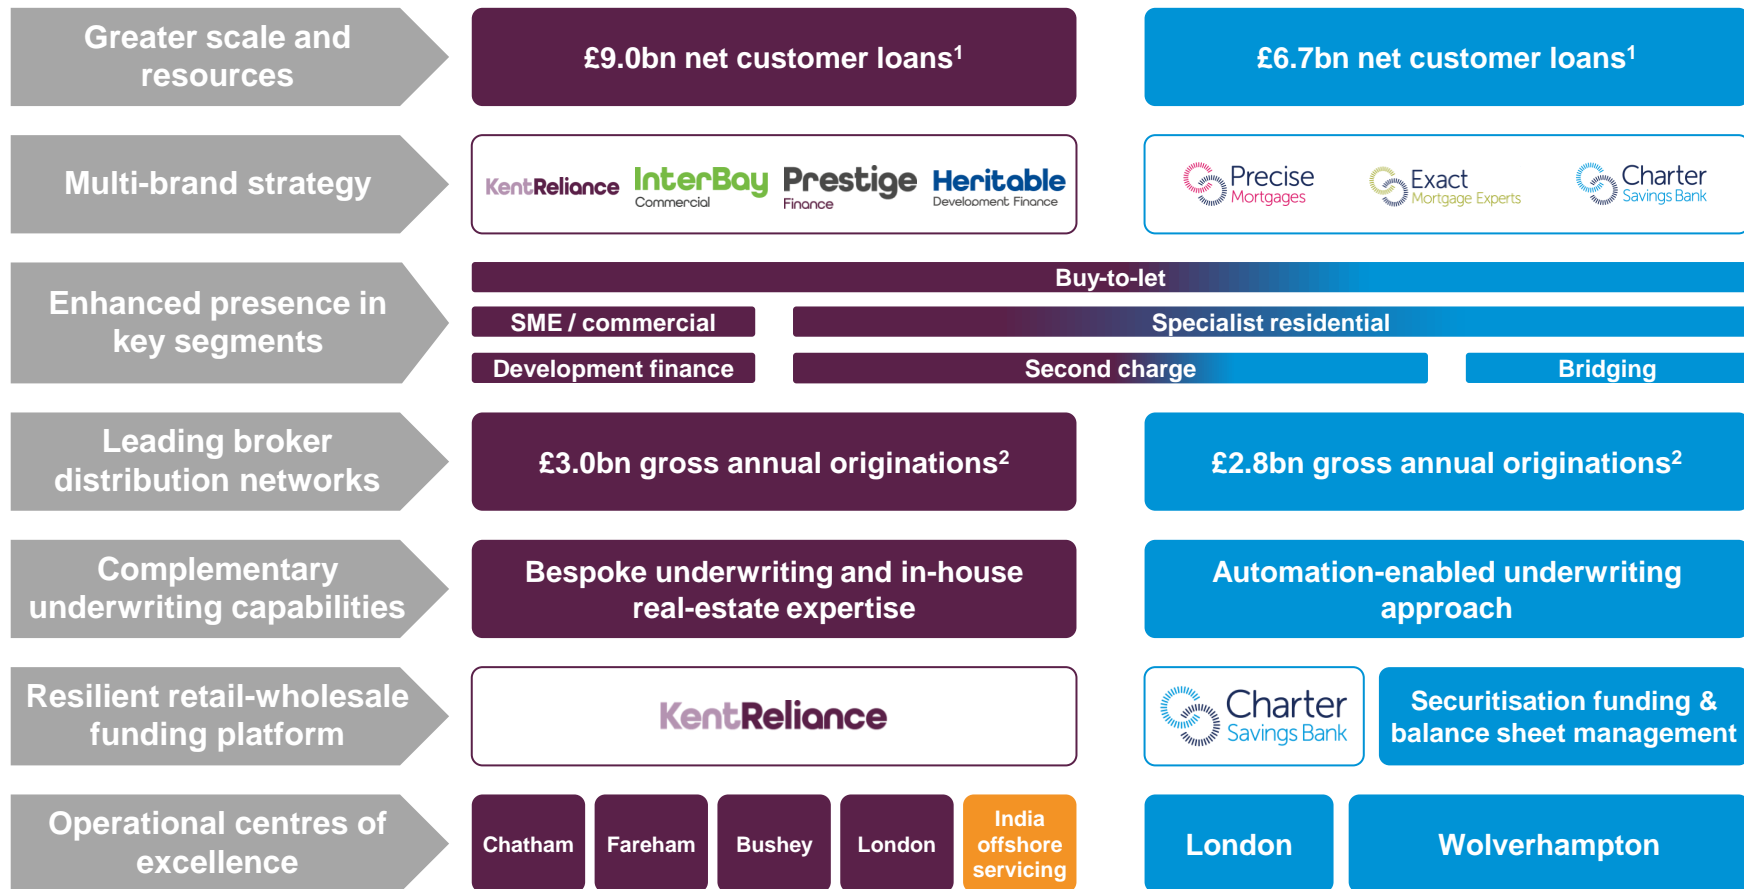 Greater scale and
resources
£9.0bn net customer loans¹
£6.7bn net customer loans¹
Multi-brand strategy
KentReliance
InterBay
Commercial
Prestige
Finance
Heritable
Development Finance
Precise
Mortgages
Exact
Mortgage Experts
Charter
Savings Bank
Enhanced presence in
key segments
Buy-to-let
SME / commercial
Specialist residential
Development finance
Second charge
Bridging
Leading broker
distribution networks
£3.0bn gross annual originations²
£2.8bn gross annual originations²
Complementary
underwriting capabilities
Bespoke underwriting and in-house
real-estate expertise
Automation-enabled underwriting
approach
Resilient retail-wholesale
funding platform
KentReliance
Charter
Savings Bank
Securitisation funding &
balance sheet management
Operational centres of
excellence
Chatham
Fareham
Bushey
London
India
offshore
servicing
London
Wolverhampton